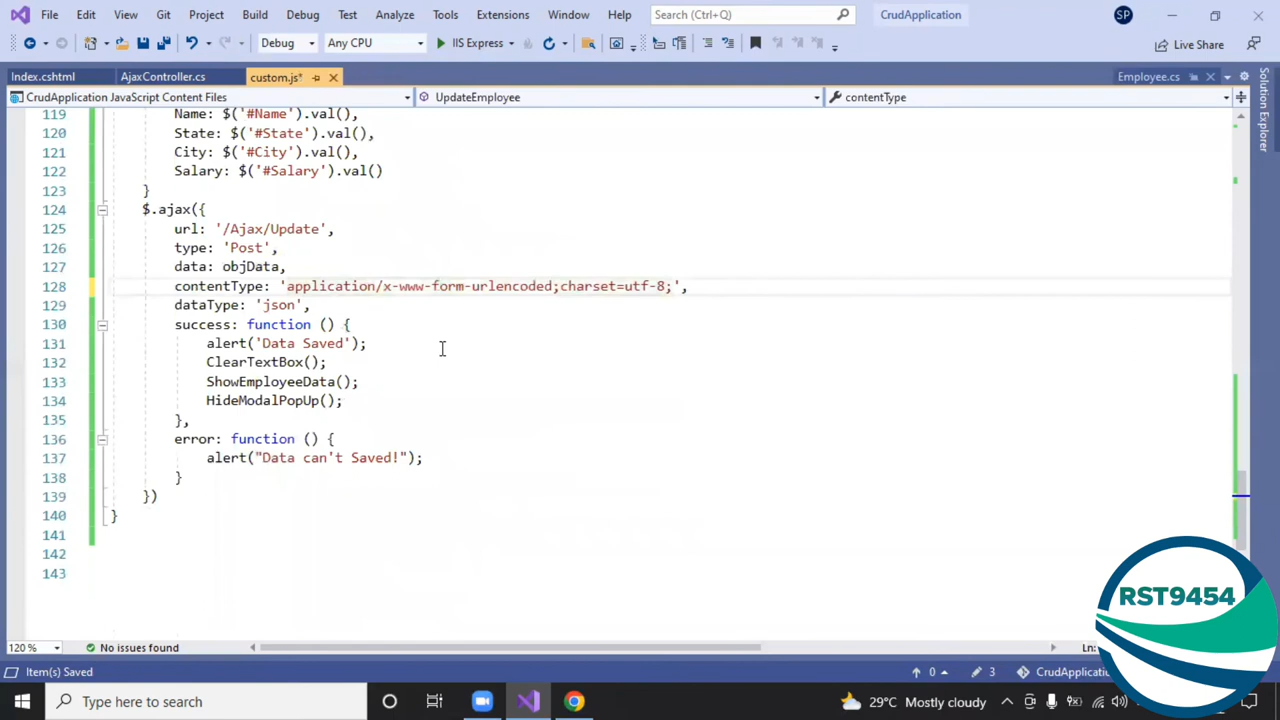 File Edit View Git Project Build Debug Test Analyze Tools Extensions Window Help Search (Ctrl+Q) CrudApplication SP
Debug Any CPU IIS Express Live Share
Index.cshtml AjaxController.cs custom.js* Employee.cs
CrudApplication JavaScript Content Files UpdateEmployee contentType
Solution Explorer
119 Name: $('#Name').val(),
120 State: $('#State').val(),
121 City: $('#City').val(),
122 Salary: $('#Salary').val()
123 }
124 $.ajax({
125 url: '/Ajax/Update',
126 type: 'Post',
127 data: objData,
128 contentType: 'application/x-www-form-urlencoded;charset=utf-8;',
129 dataType: 'json',
130 success: function () {
131 alert('Data Saved');
132 ClearTextBox();
133 ShowEmployeeData();
134 HideModalPopUp();
135 },
136 error: function () {
137 alert("Data can't Saved!");
138 }
139 })
140 }
141
142
143
RST9454
120 % No issues found Ln:
Item(s) Saved 0 3 CrudApplication
Type here to search 29°C Mostly cloudy